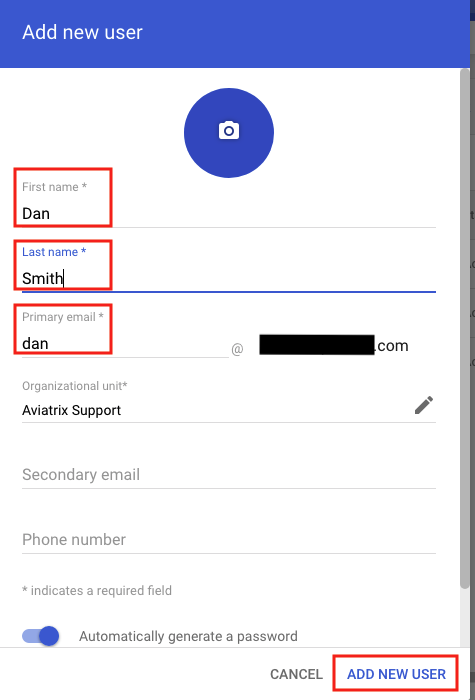 Add new user
First name *
Dan
Last name *
Smith
Primary email *
dan @ .com
Organizational unit*
Aviatrix Support
Secondary email
Phone number
* indicates a required field
Automatically generate a password
CANCEL ADD NEW USER